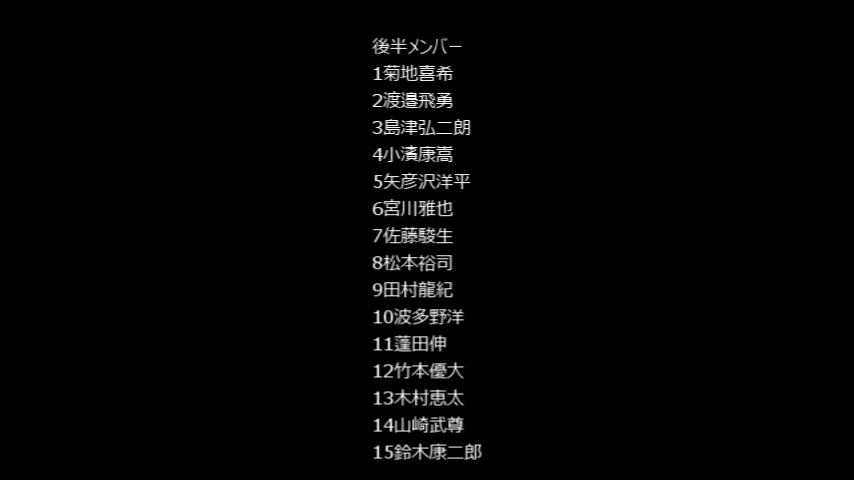 後半メンバー
1菊地喜希
2渡邉飛勇
3島津弘二朗
4小濱康嵩
5矢彦沢洋平
6宮川雅也
7佐藤駿生
8松本裕司
9田村龍紀
10波多野洋
11蓬田伸
12竹本優大
13木村恵太
14山崎武尊
15鈴木康二郎